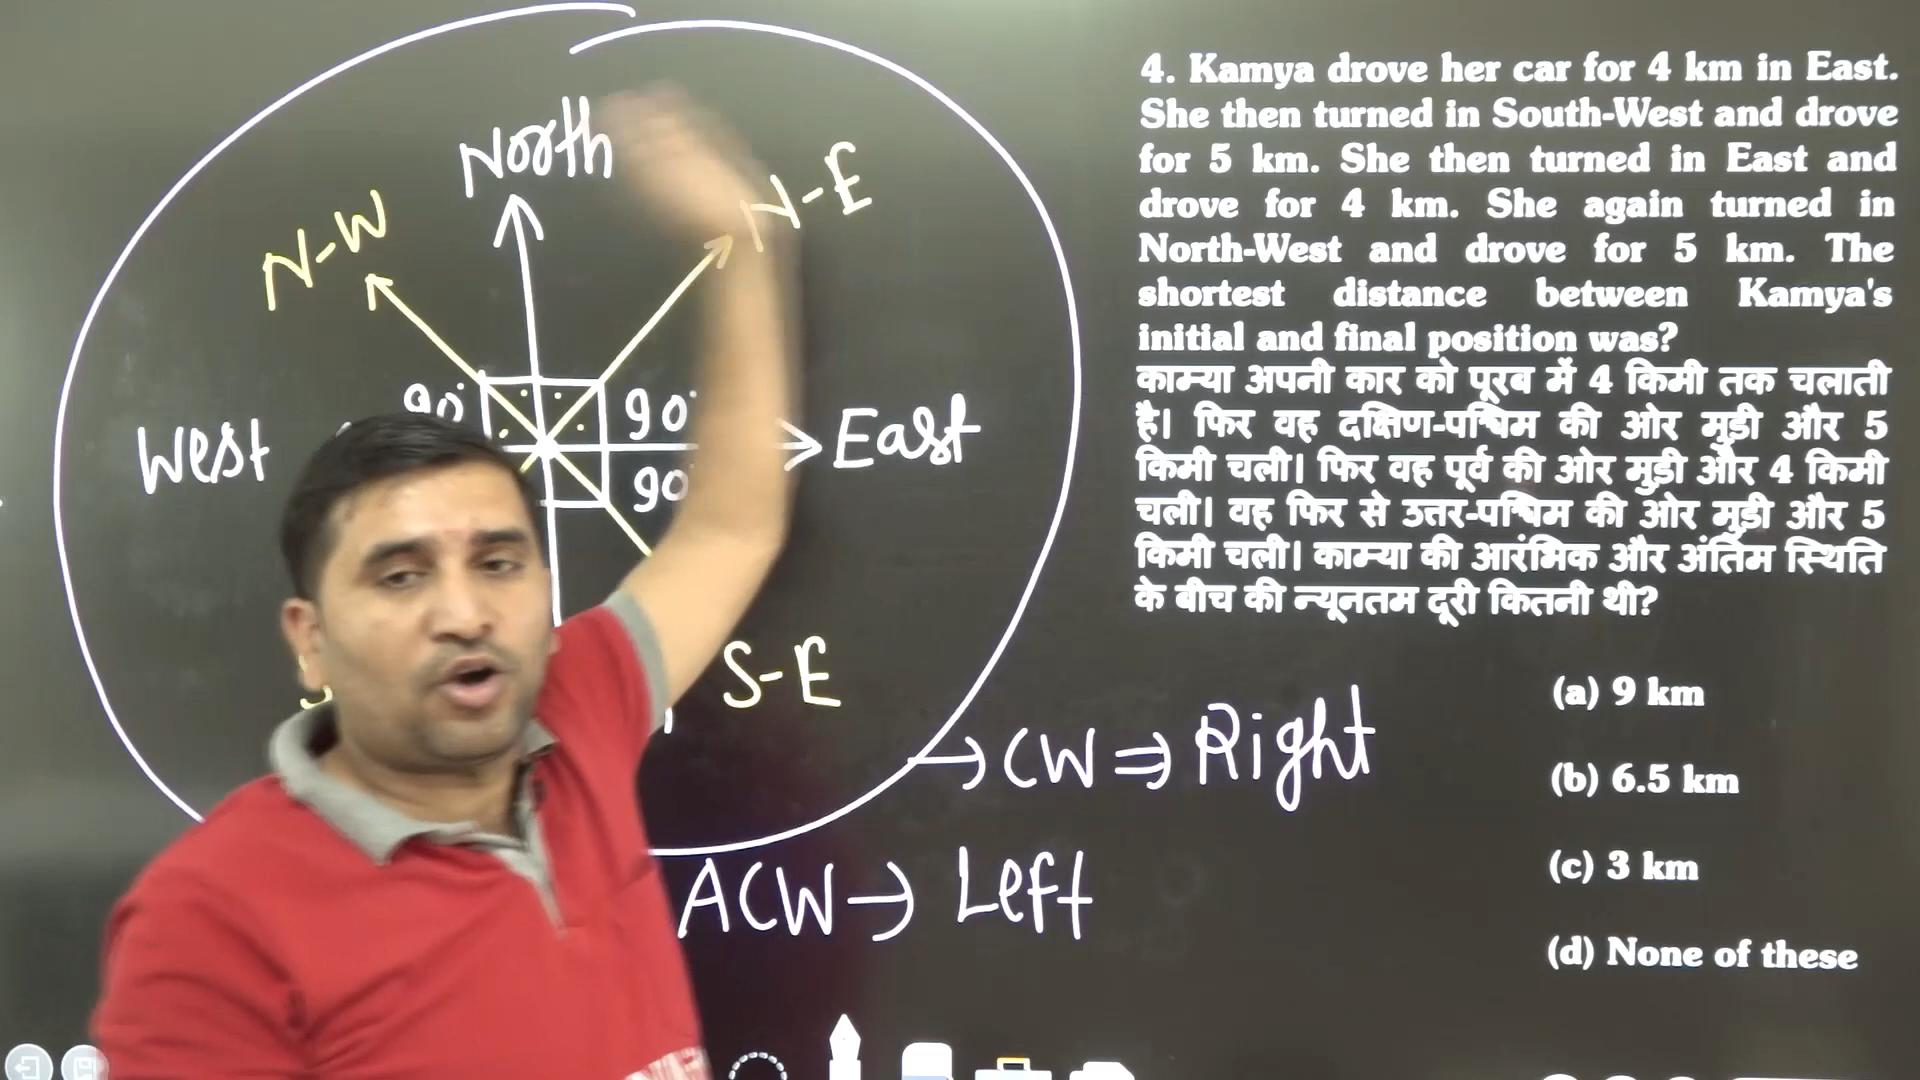 North
N-E
N-W
90°
90°
West
East
90°
S-E
→ CW ⇒ Right
ACW → Left
4. Kamya drove her car for 4 km in East.
She then turned in South-West and drove
for 5 km. She then turned in East and
drove for 4 km. She again turned in
North-West and drove for 5 km. The
shortest distance between Kamya's
initial and final position was?
काम्या अपनी कार को पूरब में 4 किमी तक चलाती
है। फिर वह दक्षिण-पश्चिम की ओर मुड़ी और 5
किमी चली। फिर वह पूर्व की ओर मुड़ी और 4 किमी
चली। वह फिर से उत्तर-पश्चिम की ओर मुड़ी और 5
किमी चली। काम्या की आरंभिक और अंतिम स्थिति
के बीच की न्यूनतम दूरी कितनी थी?
(a) 9 km
(b) 6.5 km
(c) 3 km
(d) None of these